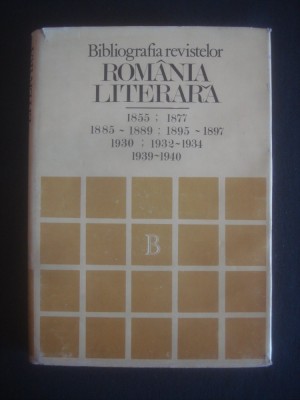 Bibliografia revistelor
ROMÂNIA
LITERARĂ
1855 ; 1877
1885~1889 ; 1895~1897
1930 ; 1932~1934
1939~1940
B